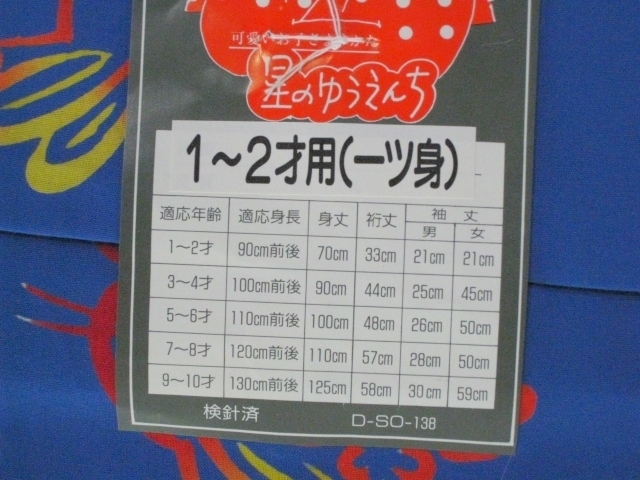 可愛いお子さまゆかた
星のゆうえんち
1～2才用(一ツ身)
適応年齢 適応身長 身丈 裄丈 袖丈
男 女
1～2才 90cm前後 70cm 33cm 21cm 21cm
3～4才 100cm前後 90cm 44cm 25cm 45cm
5～6才 110cm前後 100cm 48cm 26cm 50cm
7～8才 120cm前後 110cm 57cm 28cm 50cm
9～10才 130cm前後 125cm 58cm 30cm 59cm
検針済 D-SO-138